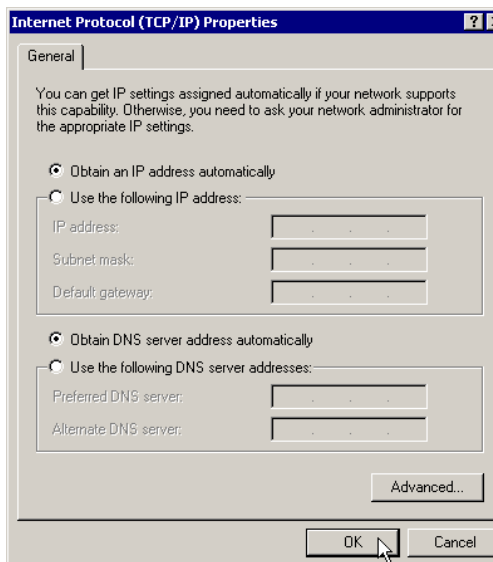 Internet Protocol (TCP/IP) Properties
?
General
You can get IP settings assigned automatically if your network supports
this capability. Otherwise, you need to ask your network administrator for
the appropriate IP settings.
Obtain an IP address automatically
Use the following IP address:
IP address:
Subnet mask:
Default gateway:
Obtain DNS server address automatically
Use the following DNS server addresses:
Preferred DNS server:
Alternate DNS server:
Advanced...
OK
Cancel